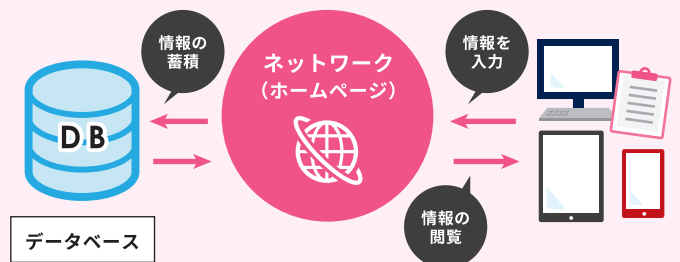 情報の
蓄積
ネットワーク
（ホームページ）
情報を
入力
DB
情報の
閲覧
データベース